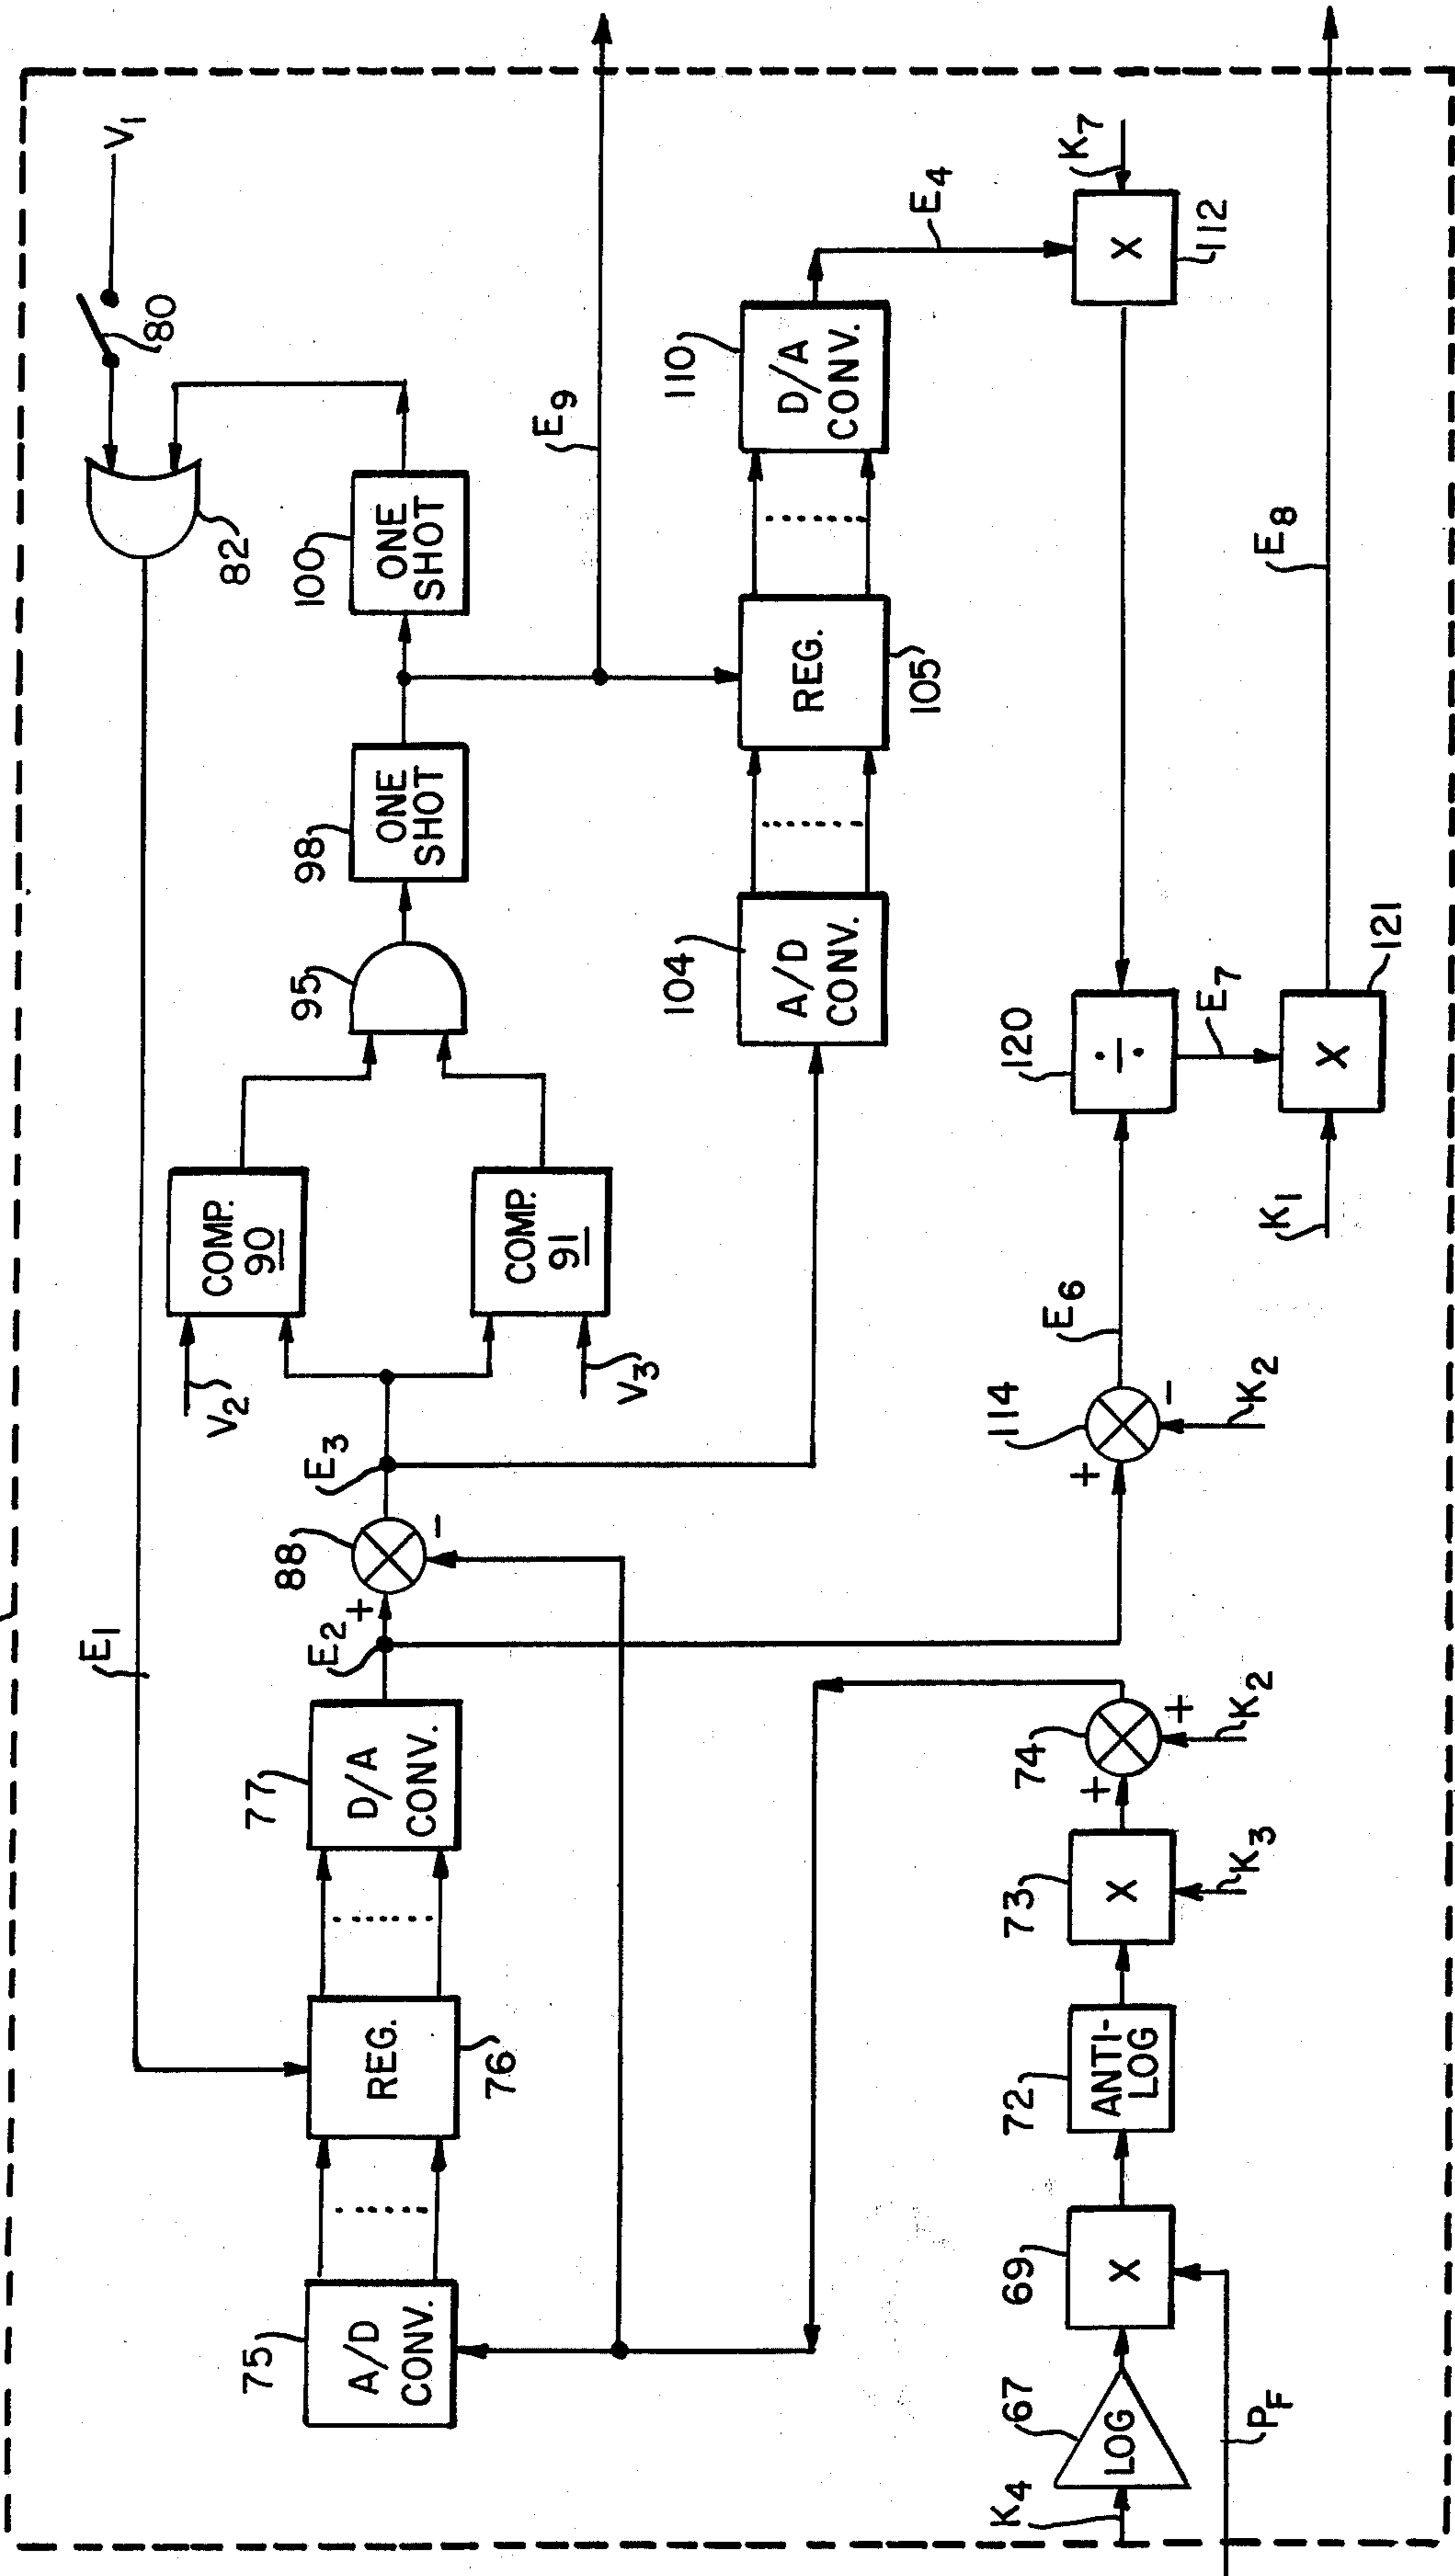 V1
80
82
E1
COMP.
90
V2
95
98
ONE
SHOT
100
ONE
SHOT
E9
COMP.
91
V3
75
A/D
CONV.
REG.
76
77
D/A
CONV.
E2
+
88
-
E3
104
A/D
CONV.
REG.
105
110
D/A
CONV.
E4
K4
67
LOG
PF
69
X
72
ANTI-
LOG
73
X
K3
74
+
+
K2
114
+
-
K2
E6
120
÷
E7
112
X
K7
K1
X
121
E8